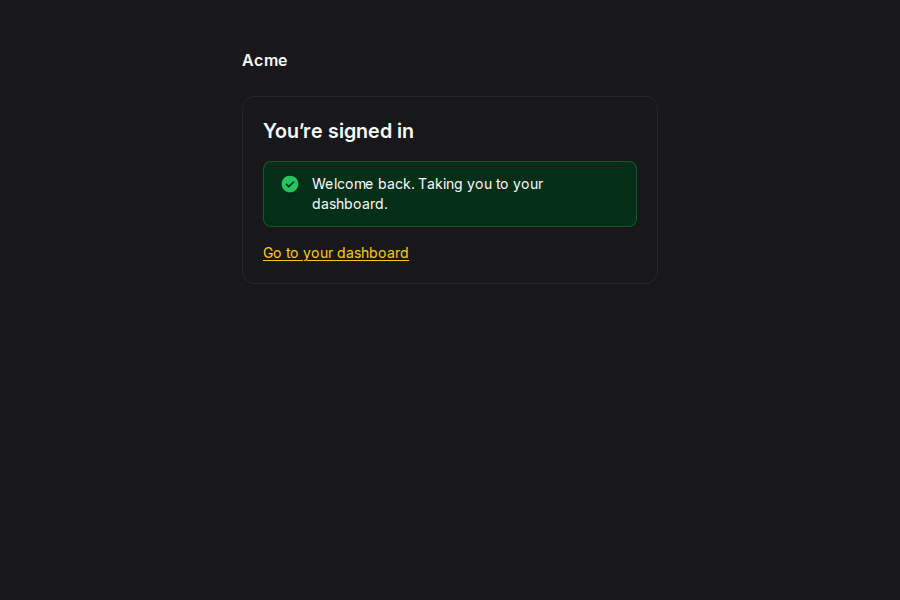 Acme
You’re signed in
Welcome back. Taking you to your
dashboard.
Go to your dashboard